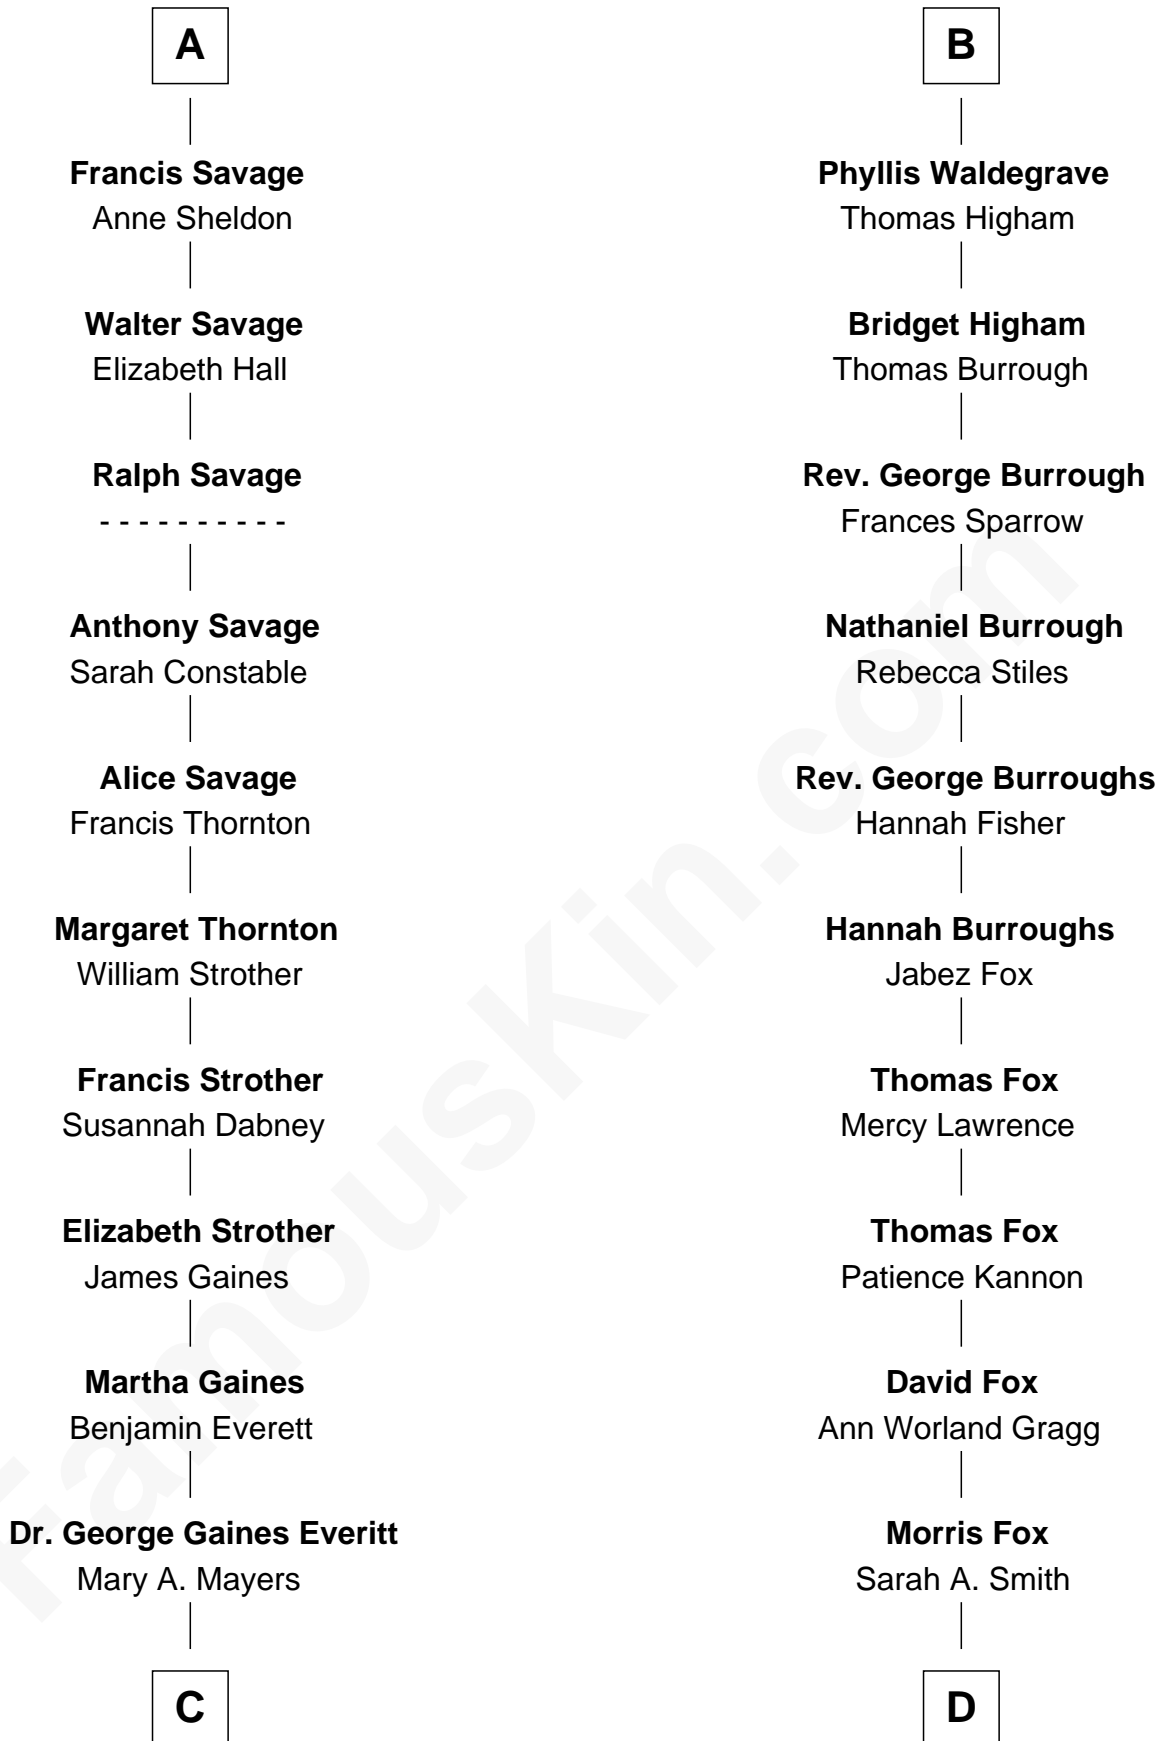 A
Francis Savage
Anne Sheldon
Walter Savage
Elizabeth Hall
Ralph Savage
- - - - - - - - - -
Anthony Savage
Sarah Constable
Alice Savage
Francis Thornton
Margaret Thornton
William Strother
Francis Strother
Susannah Dabney
Elizabeth Strother
James Gaines
Martha Gaines
Benjamin Everett
Dr. George Gaines Everitt
Mary A. Mayers
C
B
Phyllis Waldegrave
Thomas Higham
Bridget Higham
Thomas Burrough
Rev. George Burrough
Frances Sparrow
Nathaniel Burrough
Rebecca Stiles
Rev. George Burroughs
Hannah Fisher
Hannah Burroughs
Jabez Fox
Thomas Fox
Mercy Lawrence
Thomas Fox
Patience Kannon
David Fox
Ann Worland Gragg
Morris Fox
Sarah A. Smith
D
FamousKin.com